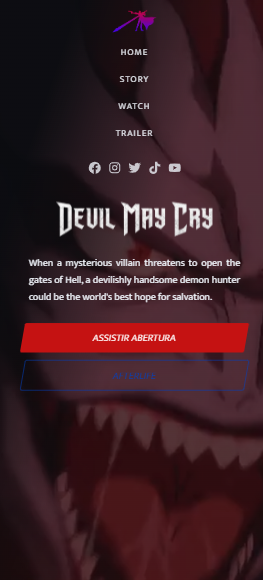 HOME
STORY
WATCH
TRAILER
Devil May Cry
When a mysterious villain threatens to open the
gates of Hell, a devilishly handsome demon hunter
could be the world's best hope for salvation.
ASSISTIR ABERTURA